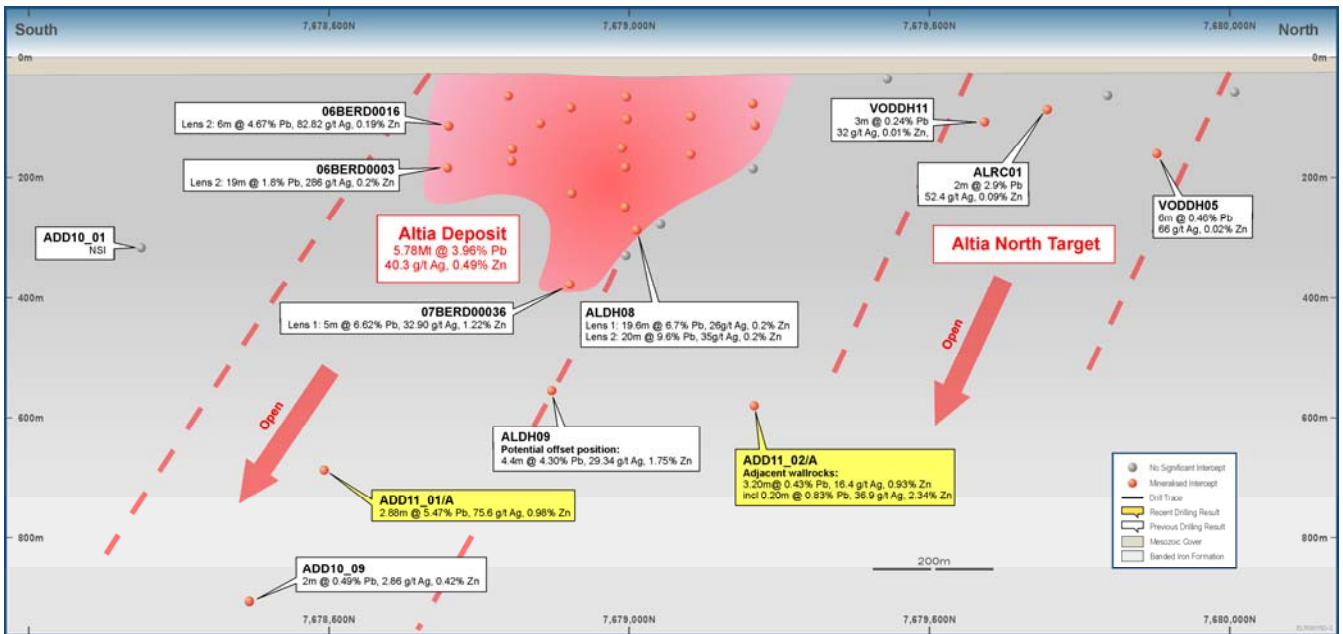 South
7,678,500N
7,679,000N
7,679,500N
7,680,000N
North
0m
0m
06BERD0016
Lens 2: 6m @ 4.67% Pb, 82.82 g/t Ag, 0.19% Zn
VODDH11
3m @ 0.24% Pb
32 g/t Ag, 0.01% Zn,
06BERD0003
Lens 2: 19m @ 1.8% Pb, 286 g/t Ag, 0.2% Zn
ALRC01
2m @ 2.9% Pb
52.4 g/t Ag, 0.09% Zn
200m
200m
VODDH05
6m @ 0.46% Pb
66 g/t Ag, 0.02% Zn
ADD10_01
NSI
Altia Deposit
5.78Mt @ 3.96% Pb
40.3 g/t Ag, 0.49% Zn
Altia North Target
400m
400m
07BERD00036
Lens 1: 5m @ 6.62% Pb, 32.90 g/t Ag, 1.22% Zn
ALDH08
Lens 1: 19.6m @ 6.7% Pb, 26g/t Ag, 0.2% Zn
Lens 2: 20m @ 9.6% Pb, 35g/t Ag, 0.2% Zn
Open
Open
600m
600m
ALDH09
Potential offset position:
4.4m @ 4.30% Pb, 29.34 g/t Ag, 1.75% Zn
ADD11_02/A
Adjacent wallrocks:
3.20m@ 0.43% Pb, 16.4 g/t Ag, 0.93% Zn
incl 0.20m @ 0.83% Pb, 36.9 g/t Ag, 2.34% Zn
ADD11_01/A
2.88m @ 5.47% Pb, 75.6 g/t Ag, 0.98% Zn
No Significant Intercept
Mineralised Intercept
Drill Trace
Recent Drilling Result
Previous Drilling Result
Mesozoic Cover
Banded Iron Formation
800m
800m
ADD10_09
2m @ 0.49% Pb, 2.86 g/t Ag, 0.42% Zn
200m
7,678,500N
7,679,000N
7,679,500N
7,680,000N